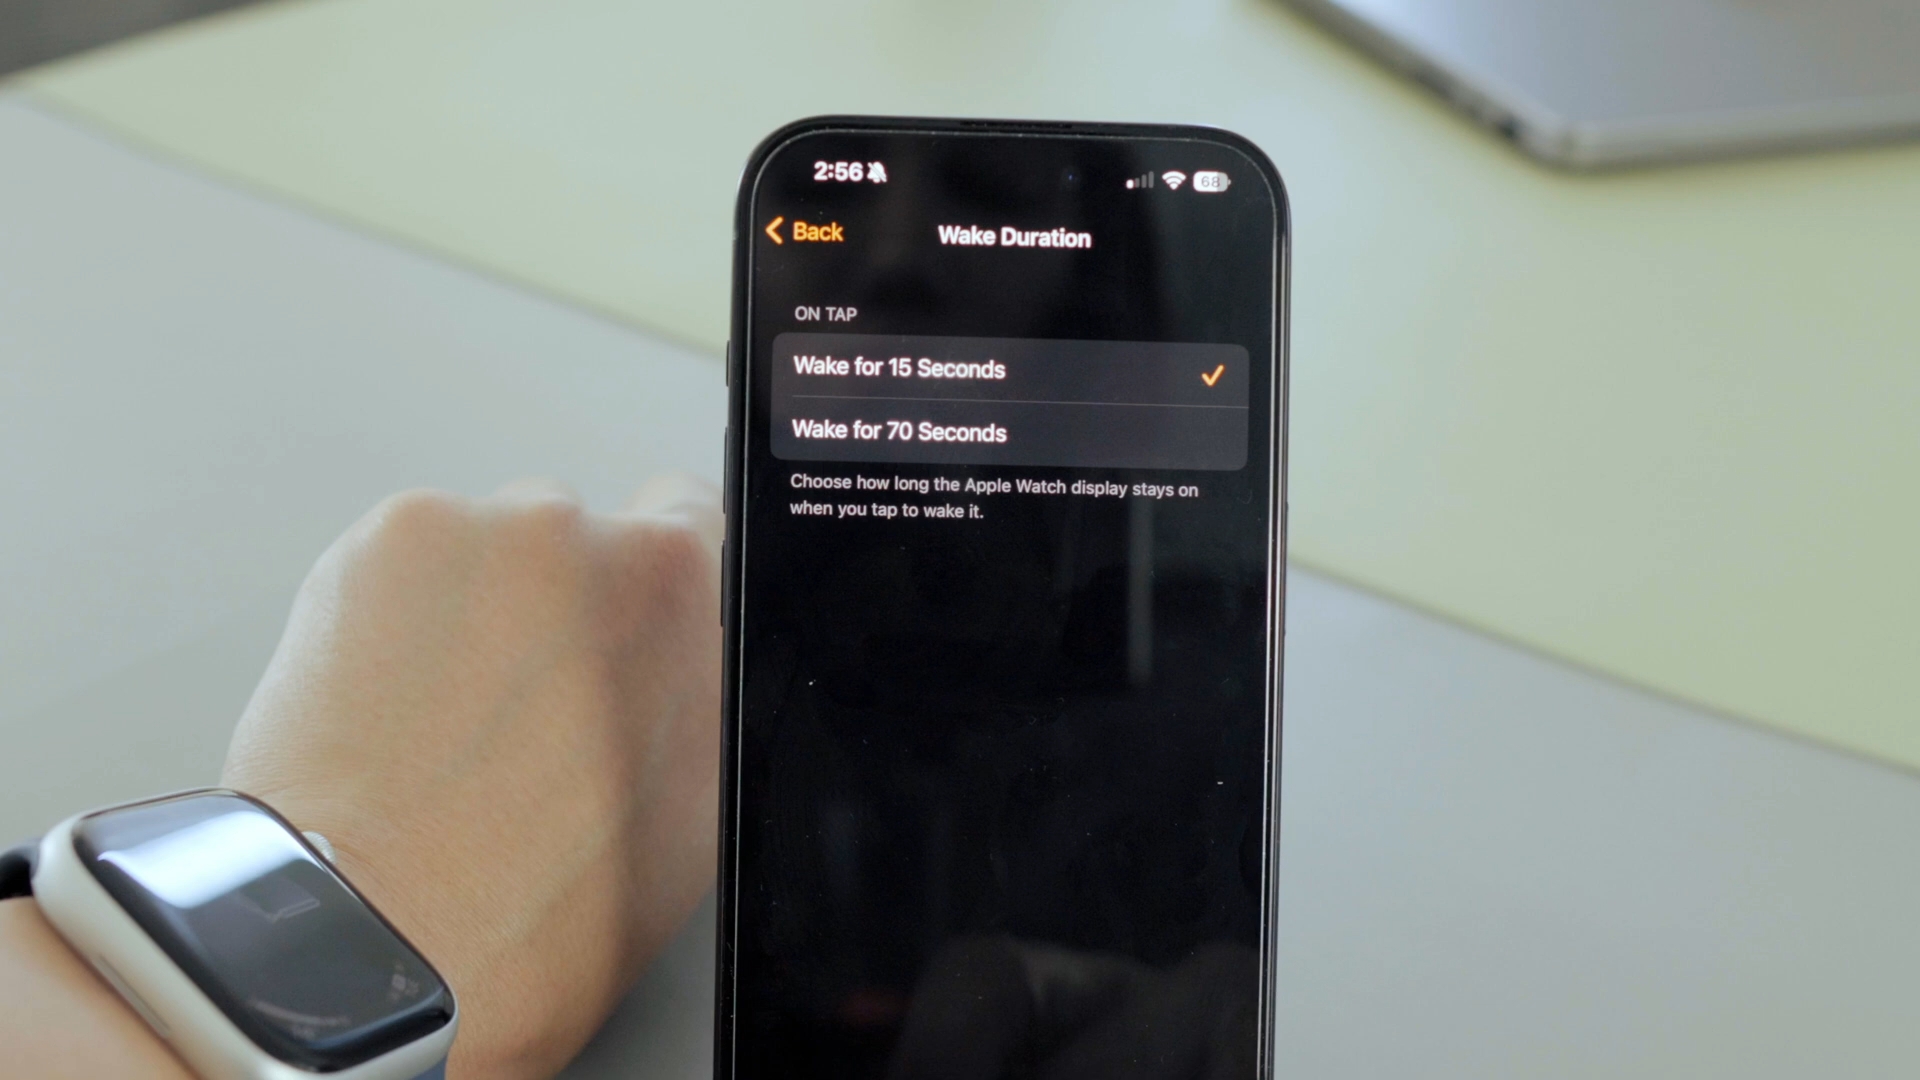 2:56
68
Back
Wake Duration
ON TAP
Wake for 15 Seconds
Wake for 70 Seconds
Choose how long the Apple Watch display stays on
when you tap to wake it.